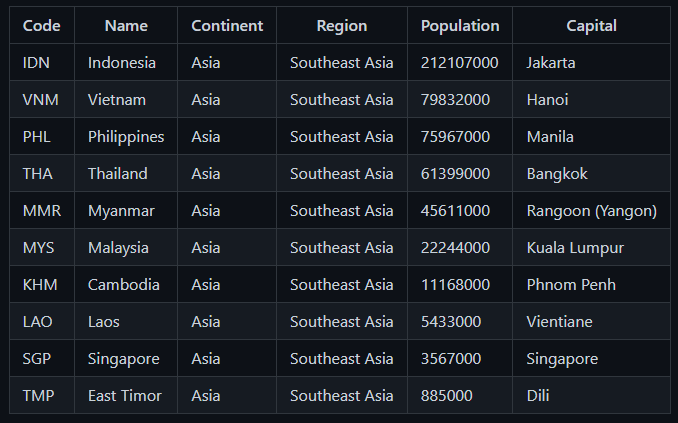 Code Name Continent Region Population Capital
IDN Indonesia Asia Southeast Asia 212107000 Jakarta
VNM Vietnam Asia Southeast Asia 79832000 Hanoi
PHL Philippines Asia Southeast Asia 75967000 Manila
THA Thailand Asia Southeast Asia 61399000 Bangkok
MMR Myanmar Asia Southeast Asia 45611000 Rangoon (Yangon)
MYS Malaysia Asia Southeast Asia 22244000 Kuala Lumpur
KHM Cambodia Asia Southeast Asia 11168000 Phnom Penh
LAO Laos Asia Southeast Asia 5433000 Vientiane
SGP Singapore Asia Southeast Asia 3567000 Singapore
TMP East Timor Asia Southeast Asia 885000 Dili